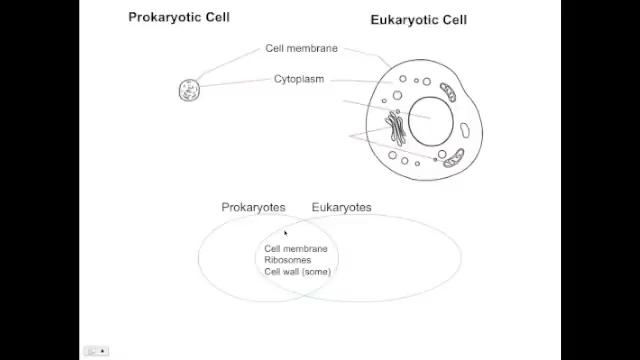 Prokaryotic Cell
Eukaryotic Cell
Cell membrane
Cytoplasm
Prokaryotes
Eukaryotes
Cell membrane
Ribosomes
Cell wall (some)